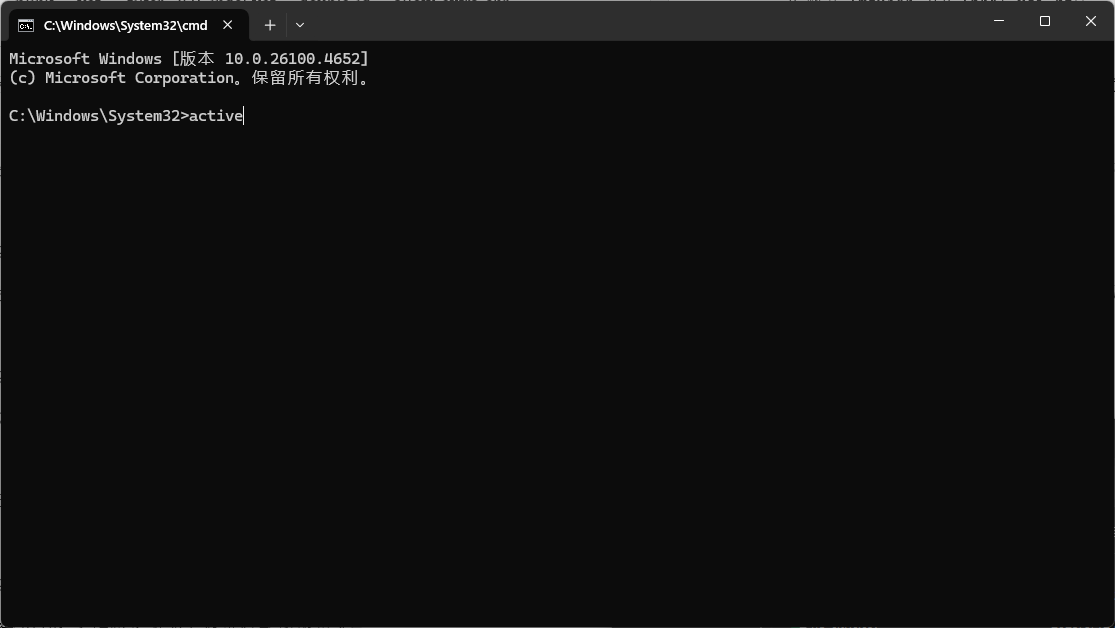 C:\Windows\System32\cmd
Microsoft Windows [版本 10.0.26100.4652]
(c) Microsoft Corporation。保留所有权利。
C:\Windows\System32>active